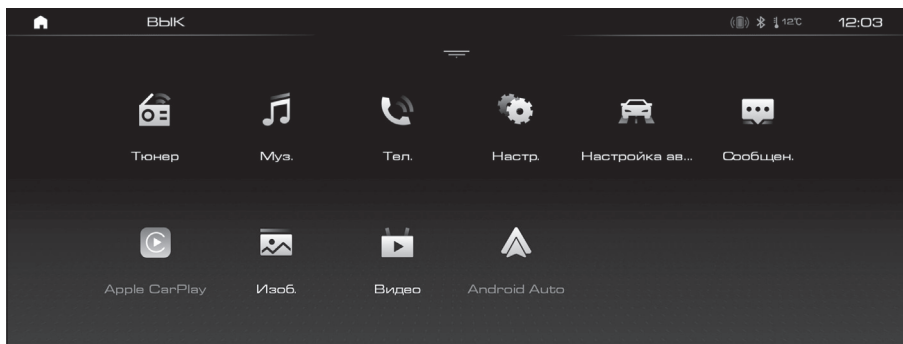 ВЫК 12℃ 12:03
Тюнер Муз. Тел. Настр. Настройка ав... Сообщен.
Apple CarPlay Изоб. Видео Android Auto